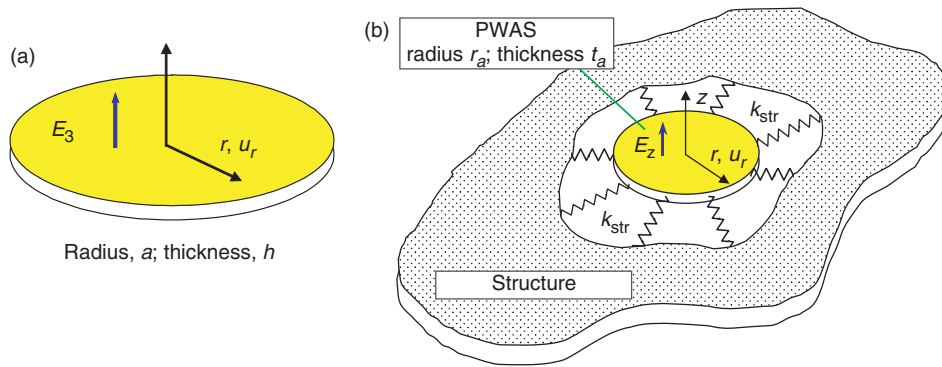 (a)
E3
r, ur
Radius, a; thickness, h
(b)
PWAS
radius ra; thickness ta
z
kstr
Ez
r, ur
kstr
Structure